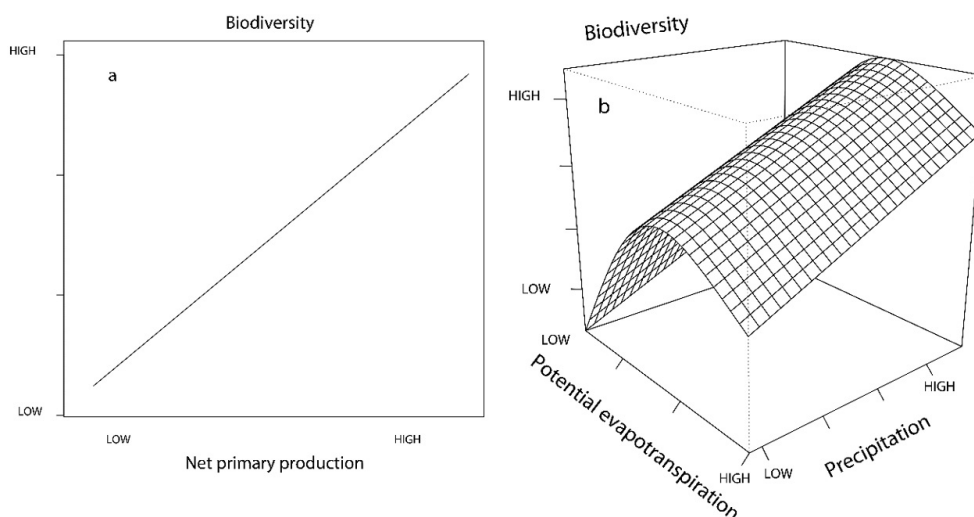 Biodiversity
HIGH
a
LOW
LOW
HIGH
Net primary production
Biodiversity
HIGH
b
LOW
LOW
Potential evapotranspiration
HIGH
LOW
Precipitation
HIGH